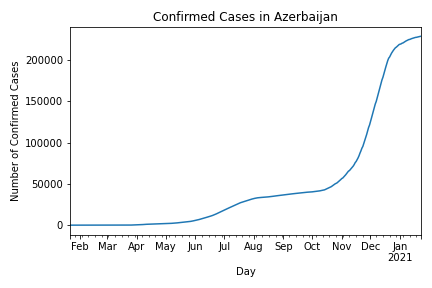 Confirmed Cases in Azerbaijan
Number of Confirmed Cases
200000
150000
100000
50000
0
Feb Mar Apr May Jun Jul Aug Sep Oct Nov Dec Jan
2021
Day